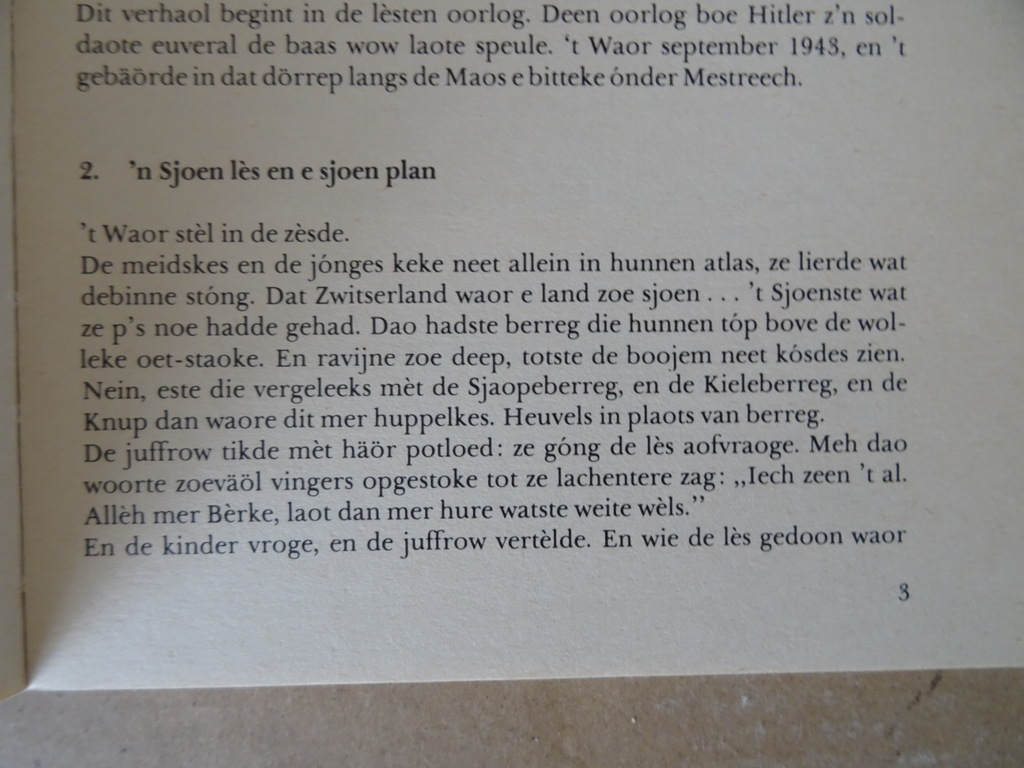 Dit verhaol begint in de lèsten oorlog. Deen oorlog boe Hitler z'n sol-
daote euveral de baas wow laote speule. 't Waor september 1943, en 't
gebäörde in dat dörrep langs de Maos e bitteke ónder Mestreech.
2. 'n Sjoen lès en e sjoen plan
't Waor stèl in de zèsde.
De meidskes en de jónges keke neet allein in hunnen atlas, ze lierde wat
debinne stóng. Dat Zwitserland waor e land zoe sjoen . . . 't Sjoenste wat
ze p's noe hadde gehad. Dao hadste berreg die hunnen tóp bove de wol-
leke oet-staoke. En ravijne zoe deep, totste de boojem neet kósdes zien.
Nein, este die vergeleeks mèt de Sjaopeberreg, en de Kieleberreg, en de
Knup dan waore dit mer huppelkes. Heuvels in plaots van berreg.
De juffrow tikde mèt häör potloed: ze góng de lès aofvraoge. Meh dao
woorte zoeväöl vingers opgestoke tot ze lachentere zag: „Iech zeen 't al.
Allèh mer Bèrke, laot dan mer hure watste weite wèls.”
En de kinder vroge, en de juffrow vertèlde. En wie de lès gedoon waor
3